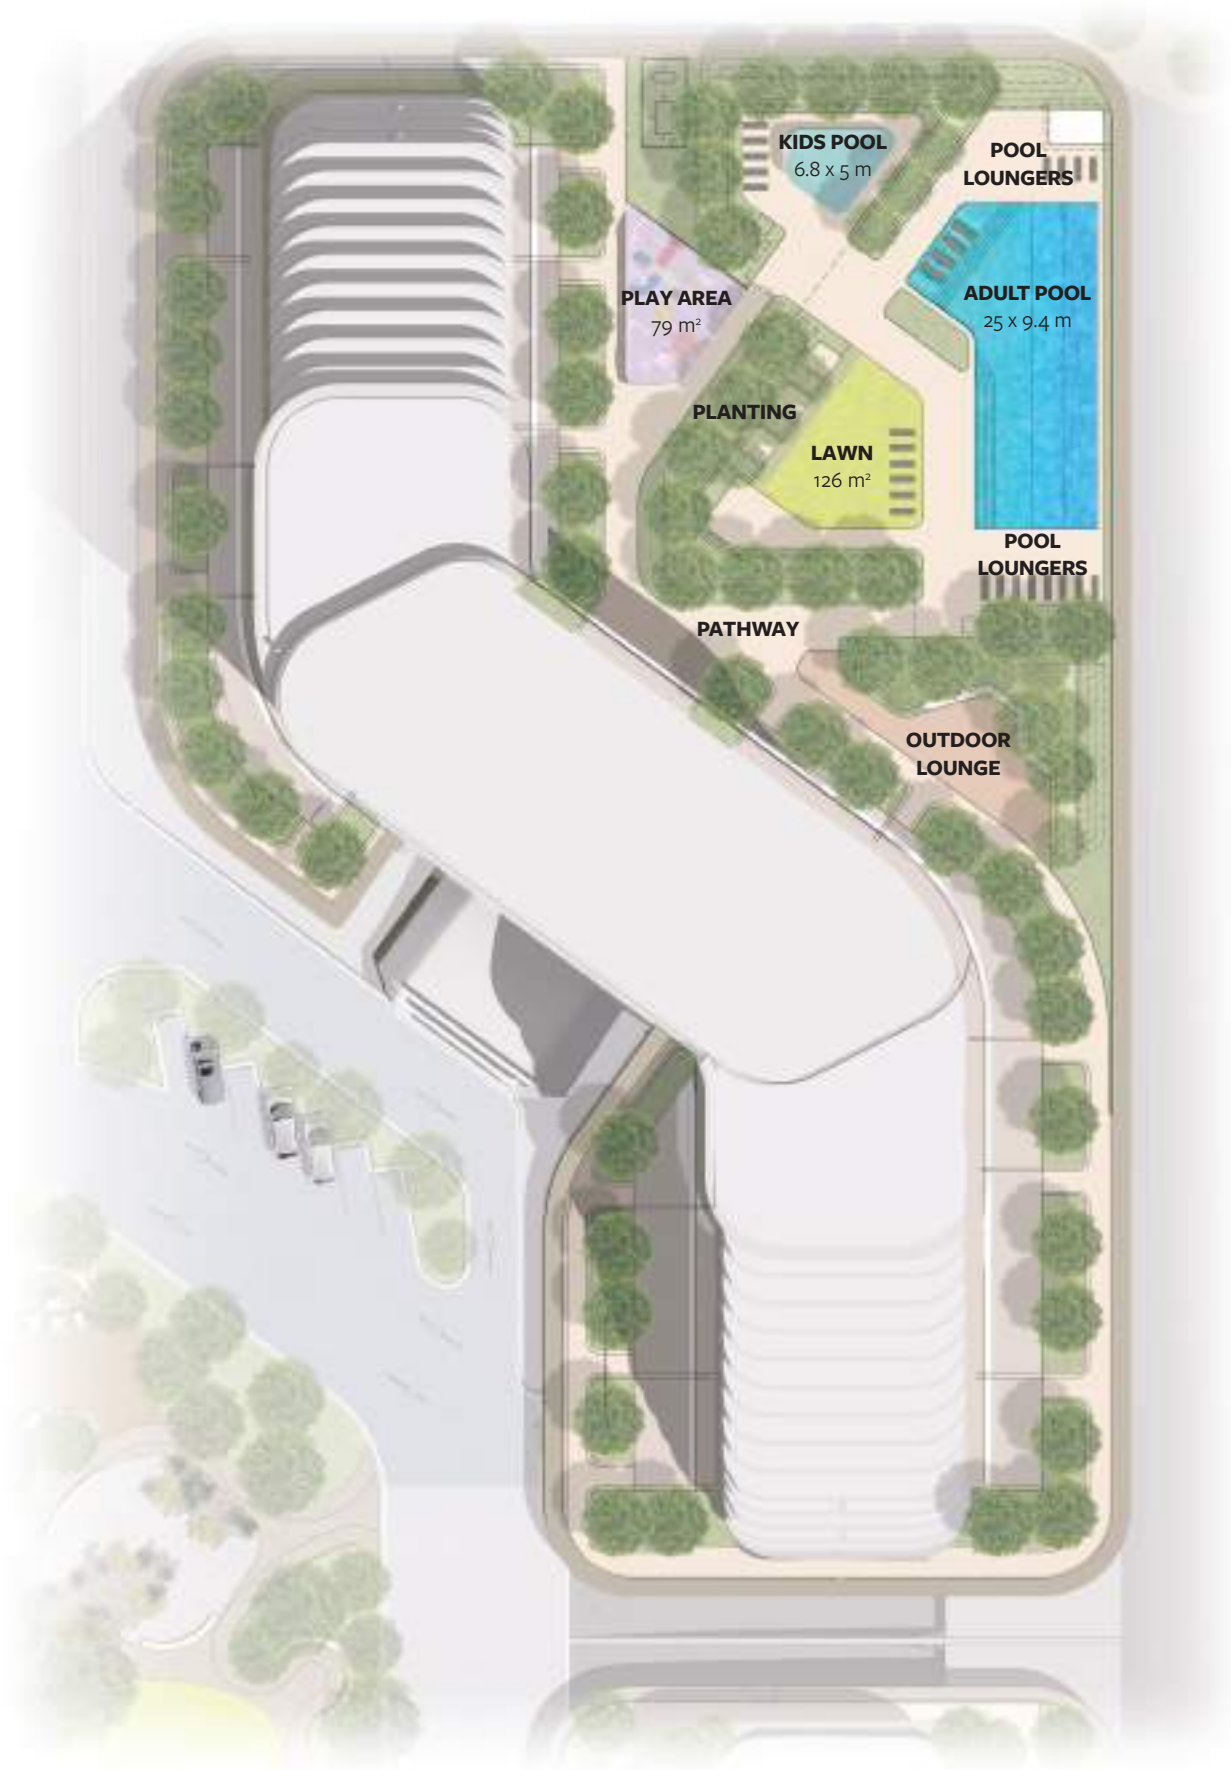 KIDS POOL
6.8 x 5 m
POOL
LOUNGERS
PLAY AREA
79 m²
ADULT POOL
25 x 9.4 m
PLANTING
LAWN
126 m²
POOL
LOUNGERS
PATHWAY
OUTDOOR
LOUNGE